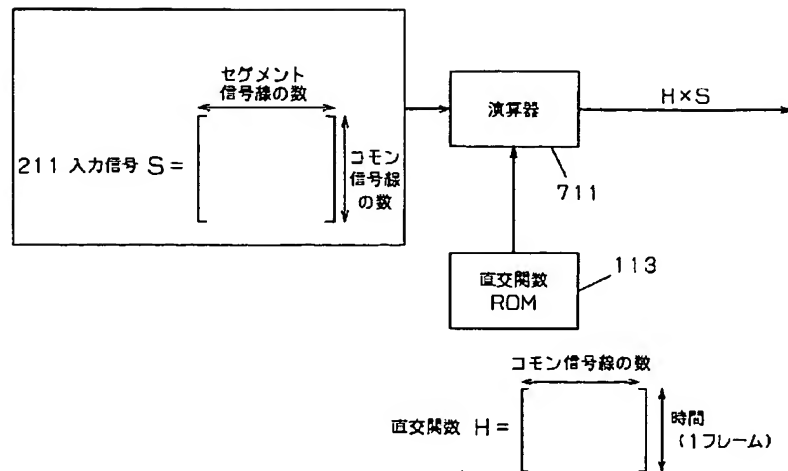 セグメント
信号線の数
211 入力信号 S=
コモン
信号線
の数
演算器
711
H×S
直交関数
ROM
113
コモン信号線の数
直交関数 H=
時間
(1フレーム)